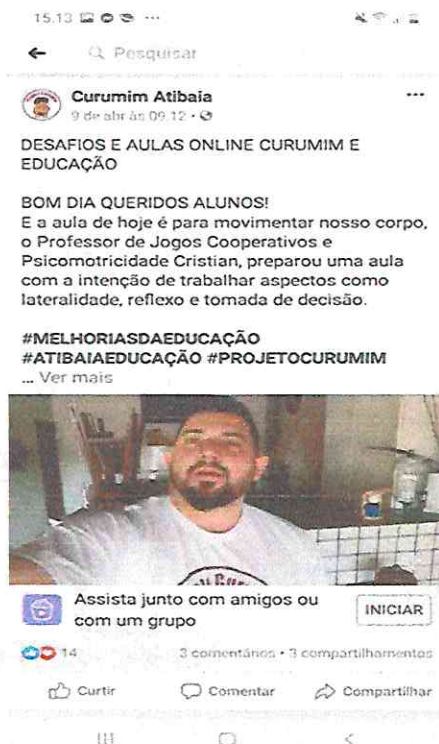 15.13 ...
Pesquisar
Curumim Atibaia
9 de abr às 09.12
DESAFIOS E AULAS ONLINE CURUMIM E
EDUCAÇÃO
BOM DIA QUERIDOS ALUNOS!
E a aula de hoje é para movimentar nosso corpo,
o Professor de Jogos Cooperativos e
Psicomotricidade Cristian, preparou uma aula
com a intenção de trabalhar aspectos como
lateralidade, reflexo e tomada de decisão.
#MELHORIASDAEDUCAÇÃO
#ATIBAIAEDUCAÇÃO #PROJETOCURUMIM
... Ver mais
Assista junto com amigos ou
com um grupo
INICIAR
14
3 comentários • 3 compartilhamentos
Curtir
Comentar
Compartilhar